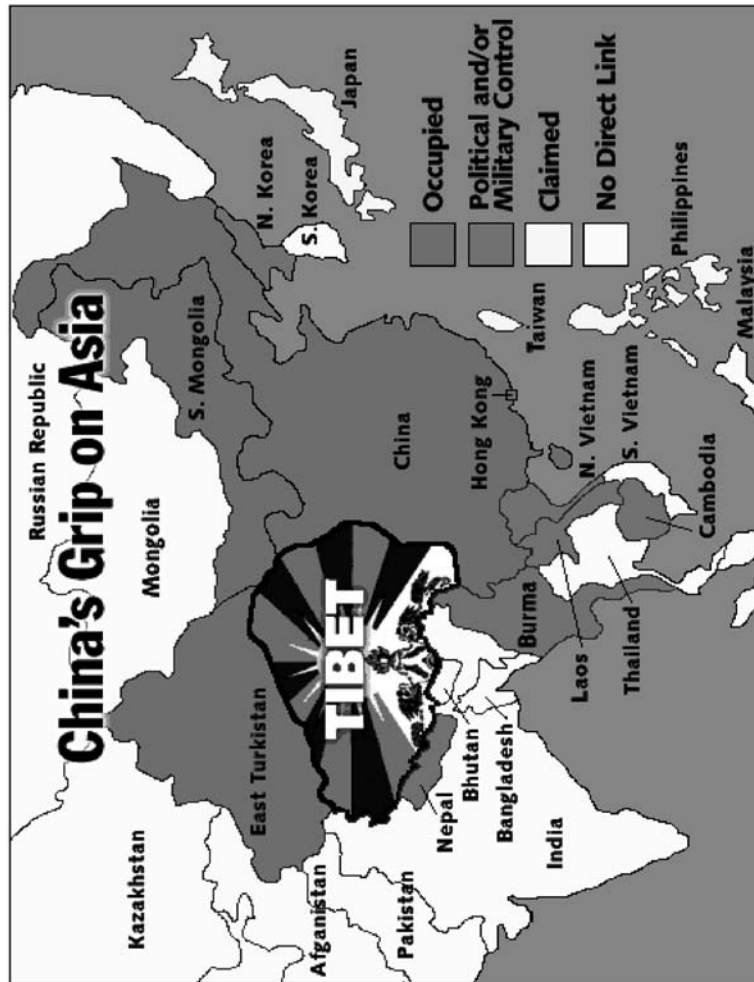 China's Grip on Asia
Russian Republic
Kazakhstan
Mongolia
S. Mongolia
N. Korea
S. Korea
Japan
East Turkistan
TIBET
China
Afganistan
Pakistan
Nepal
Bhutan
Bangladesh
India
Burma
Laos
Thailand
Hong Kong
Taiwan
N. Vietnam
S. Vietnam
Cambodia
Philippines
Malaysia
Occupied
Political and/or
Military Control
Claimed
No Direct Link